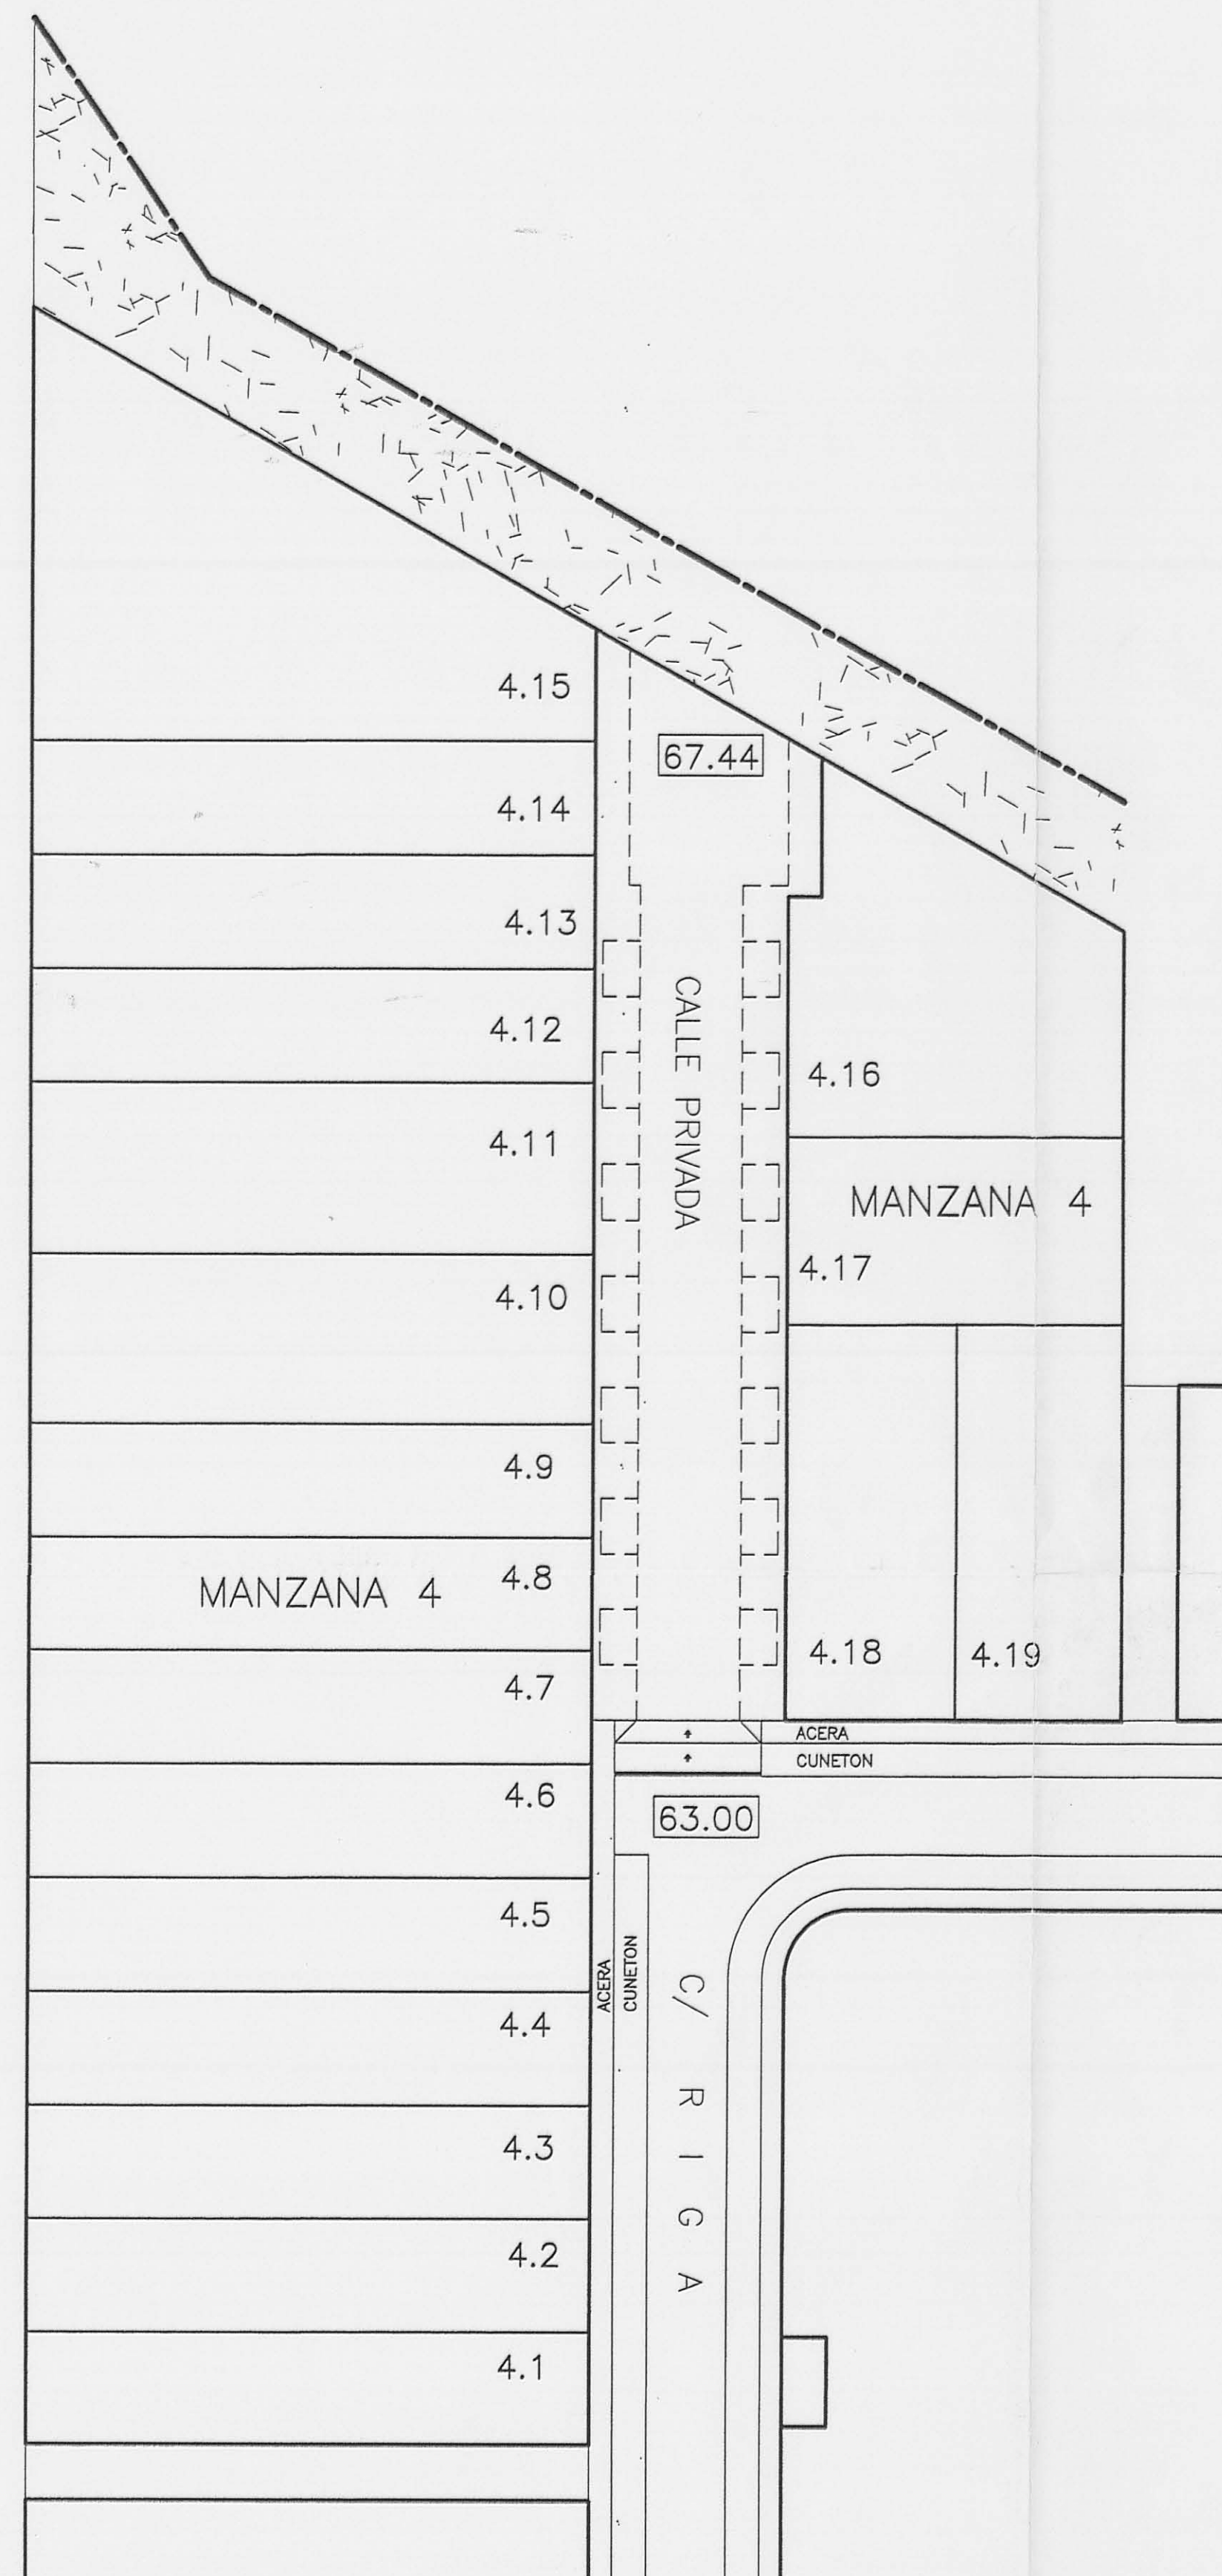 4.15
67.44
4.14
4.13
CALLE PRIVADA
4.12
4.16
4.11
MANZANA 4
4.17
4.10
4.9
4.8
MANZANA 4
4.18
4.19
4.7
ACERA
CUNETON
4.6
63.00
4.5
ACERA
CUNETON
C/ RIGA
4.4
4.3
4.2
4.1